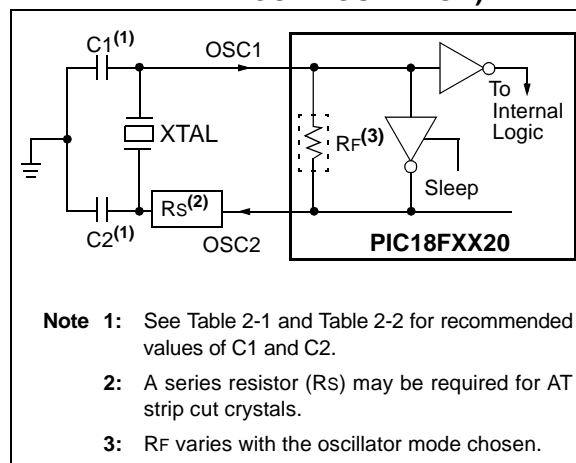 C1(1)
OSC1
To
Internal
Logic
XTAL
RF(3)
Sleep
RS(2)
C2(1)
OSC2
PIC18FXX20
Note 1: See Table 2-1 and Table 2-2 for recommended
values of C1 and C2.
2: A series resistor (RS) may be required for AT
strip cut crystals.
3: RF varies with the oscillator mode chosen.